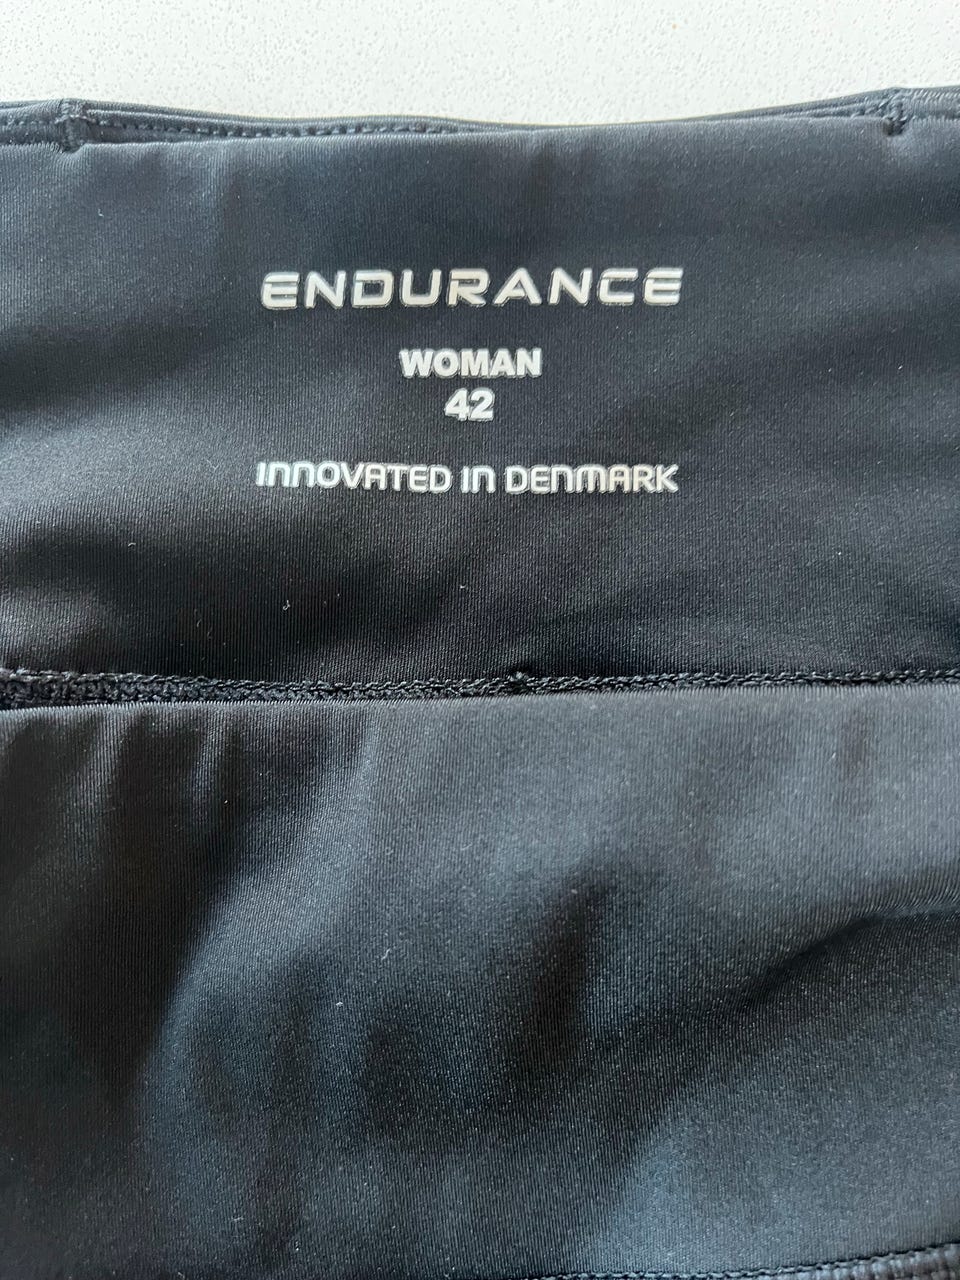 ENDURANCE
WOMAN
42
INNOVATED IN DENMARK